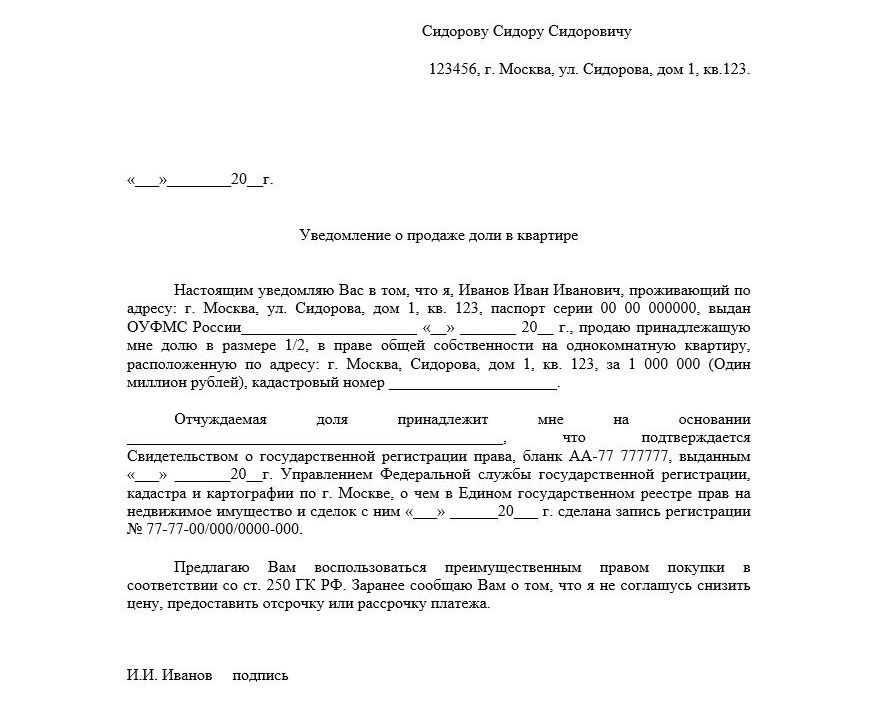 Сидорову Сидору Сидоровичу
123456, г. Москва, ул. Сидорова, дом 1, кв.123.
«___»________20__г.
Уведомление о продаже доли в квартире
Настоящим уведомляю Вас в том, что я, Иванов Иван Иванович, проживающий по
адресу: г. Москва, ул. Сидорова, дом 1, кв. 123, паспорт серии 00 00 000000, выдан
ОУФМС России______________________ «__» _______ 20__ г., продаю принадлежащую
мне долю в размере 1/2, в праве общей собственности на однокомнатную квартиру,
расположенную по адресу: г. Москва, Сидорова, дом 1, кв. 123, за 1 000 000 (Один
миллион рублей), кадастровый номер _____________________.
Отчуждаемая доля принадлежит мне на основании
_______________________________________________, что подтверждается
Свидетельством о государственной регистрации права, бланк АА-77 777777, выданным
«___» _______20__г. Управлением Федеральной службы государственной регистрации,
кадастра и картографии по г. Москве, о чем в Едином государственном реестре прав на
недвижимое имущество и сделок с ним «___» ______20___ г. сделана запись регистрации
№ 77-77-00/000/0000-000.
Предлагаю Вам воспользоваться преимущественным правом покупки в
соответствии со ст. 250 ГК РФ. Заранее сообщаю Вам о том, что я не соглашусь снизить
цену, предоставить отсрочку или рассрочку платежа.
И.И. Иванов подпись